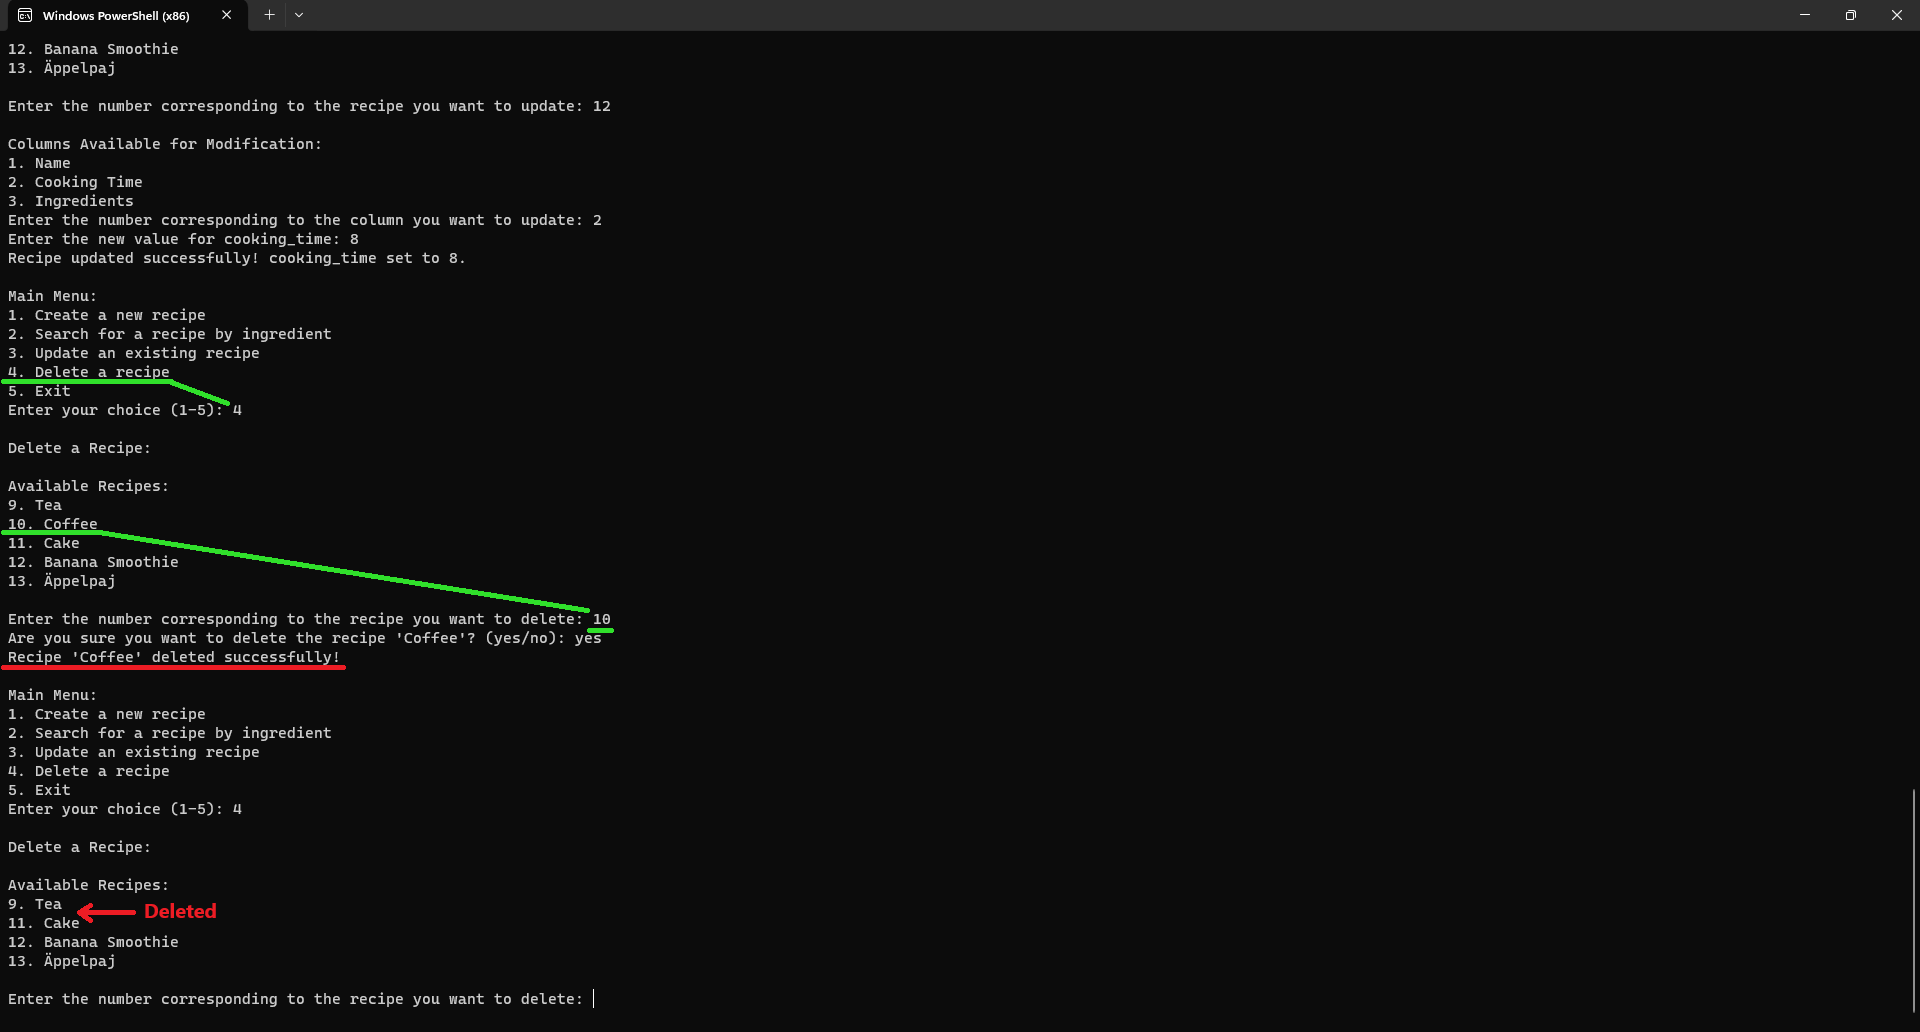 Windows PowerShell (x86)
12. Banana Smoothie
13. Äppelpaj
Enter the number corresponding to the recipe you want to update: 12
Columns Available for Modification:
1. Name
2. Cooking Time
3. Ingredients
Enter the number corresponding to the column you want to update: 2
Enter the new value for cooking_time: 8
Recipe updated successfully! cooking_time set to 8.
Main Menu:
1. Create a new recipe
2. Search for a recipe by ingredient
3. Update an existing recipe
4. Delete a recipe
5. Exit
Enter your choice (1-5): 4
Delete a Recipe:
Available Recipes:
9. Tea
10. Coffee
11. Cake
12. Banana Smoothie
13. Äppelpaj
Enter the number corresponding to the recipe you want to delete: 10
Are you sure you want to delete the recipe 'Coffee'? (yes/no): yes
Recipe 'Coffee' deleted successfully!
Main Menu:
1. Create a new recipe
2. Search for a recipe by ingredient
3. Update an existing recipe
4. Delete a recipe
5. Exit
Enter your choice (1-5): 4
Delete a Recipe:
Available Recipes:
9. Tea
Deleted
11. Cake
12. Banana Smoothie
13. Äppelpaj
Enter the number corresponding to the recipe you want to delete: